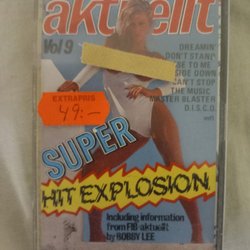 aktuellt
Vol 9
DREAMIN'
DON'T STAND
SE TO ME
SIDE DOWN
CAN'T STOP
THE MUSIC
MASTER BLASTER
D.I.S.C.O.
EXTRAPRIS
49:-
SUPER
HIT EXPLOSION
Including information
from FIB aktuellt
by BOBBY LEE